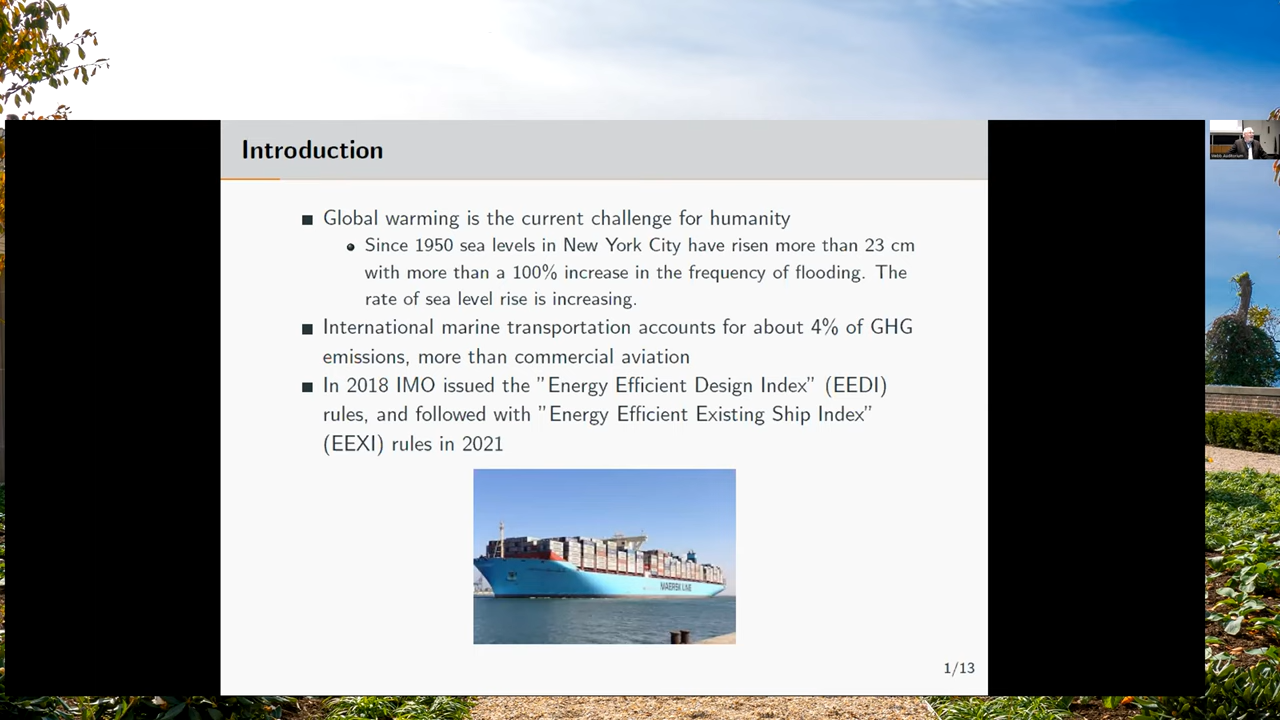 Introduction
Global warming is the current challenge for humanity
Since 1950 sea levels in New York City have risen more than 23 cm
with more than a 100% increase in the frequency of flooding. The
rate of sea level rise is increasing.
International marine transportation accounts for about 4% of GHG
emissions, more than commercial aviation
In 2018 IMO issued the "Energy Efficient Design Index" (EEDI)
rules, and followed with "Energy Efficient Existing Ship Index"
(EEXI) rules in 2021
MAERSK LINE
1/13